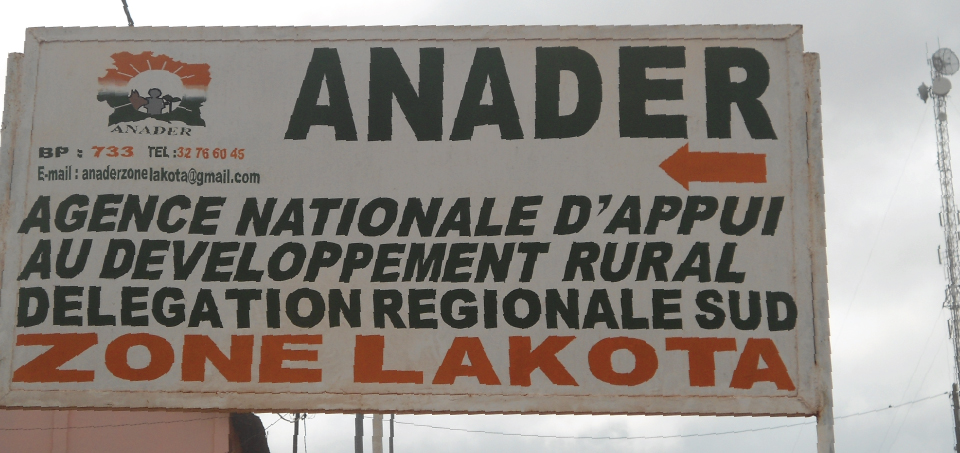 ANADER
ANADER
BP : 733 TEL :32 76 60 45
E-mail : anaderzonelakota@gmail.com
AGENCE NATIONALE D'APPUI
AU DEVELOPPEMENT RURAL
DELEGATION REGIONALE SUD
ZONE LAKOTA